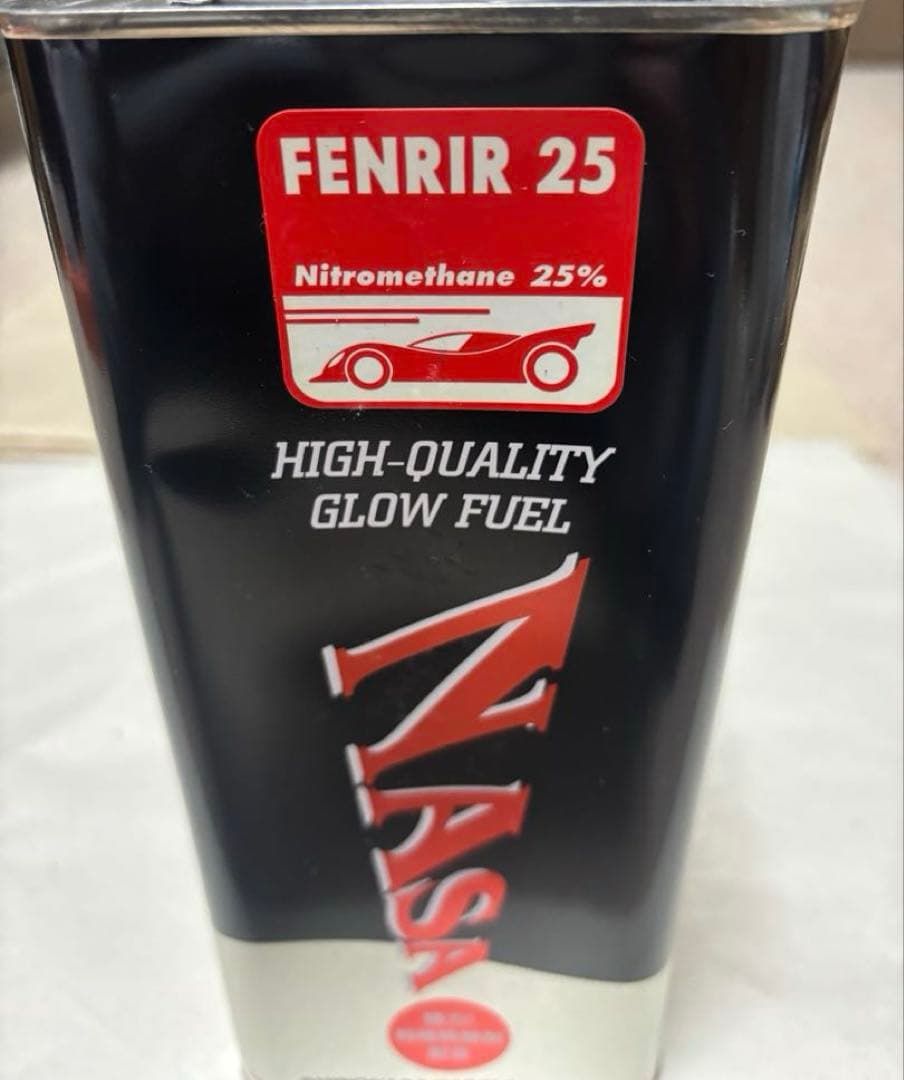 FENRIR 25
Nitromethane 25%
HIGH-QUALITY
GLOW FUEL
NASA